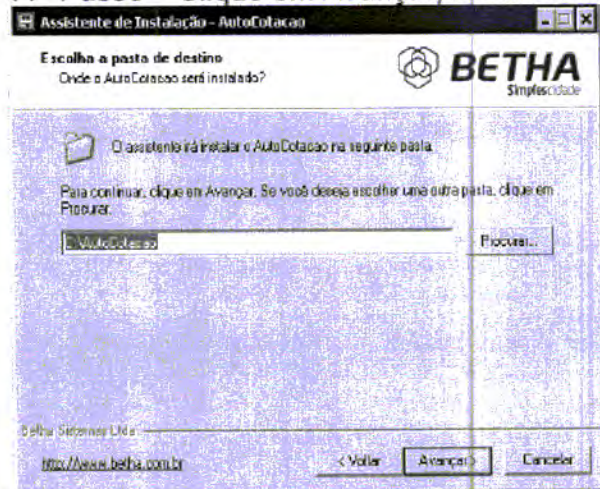 Assistente de Instalação - AutoCotacao
Escolha a pasta de destino
Onde o AutoCotacao será instalado?
BETHA
Simplescidade
O assistente irá instalar o AutoCotacao na seguinte pasta.
Para continuar, clique em Avançar. Se você deseja escolher uma outra pasta, clique em
Procurar.
C:\AutoCotacao
Procurar...
Betha Sistemas Ltda
http://www.betha.com.br
< Voltar
Avançar >
Cancelar